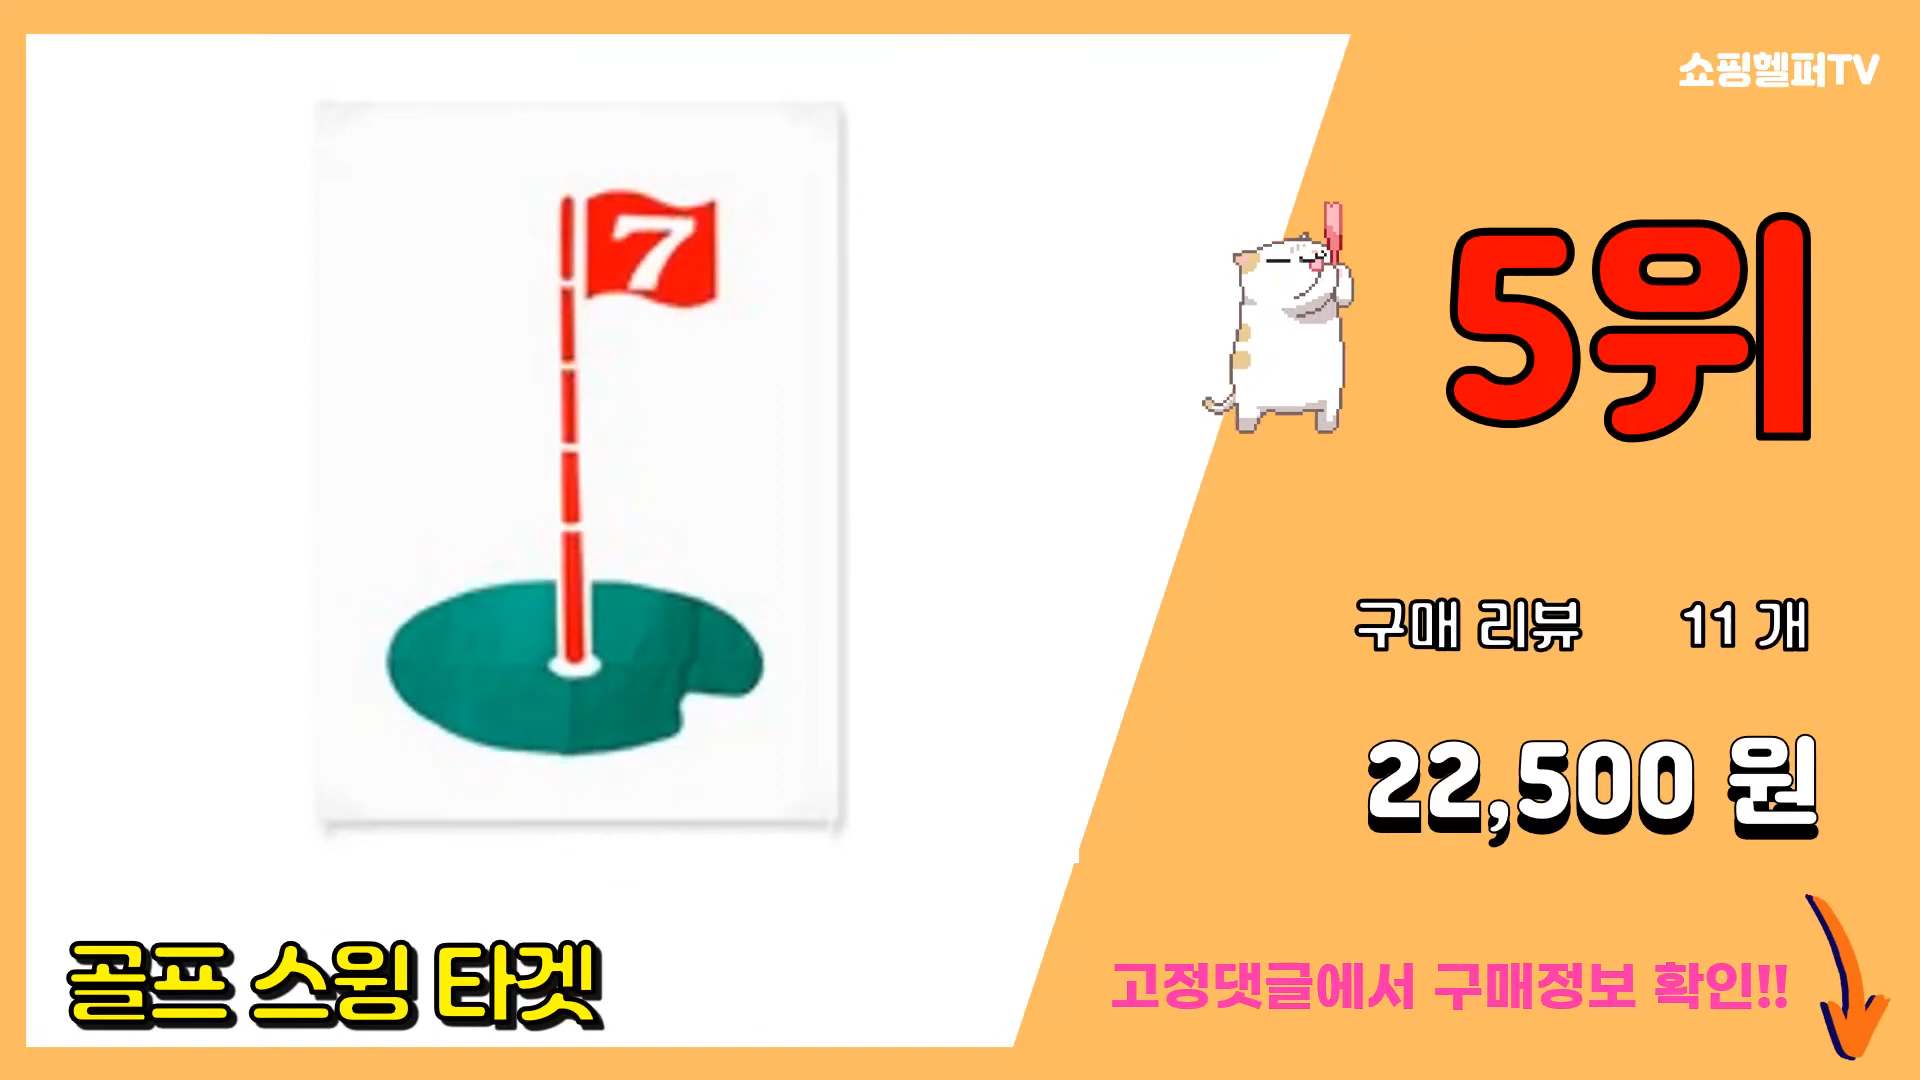 쇼핑헬퍼TV
7
5위
구매 리뷰 11 개
22,500 원
골프 스윙 타겟
고정댓글에서 구매정보 확인!!